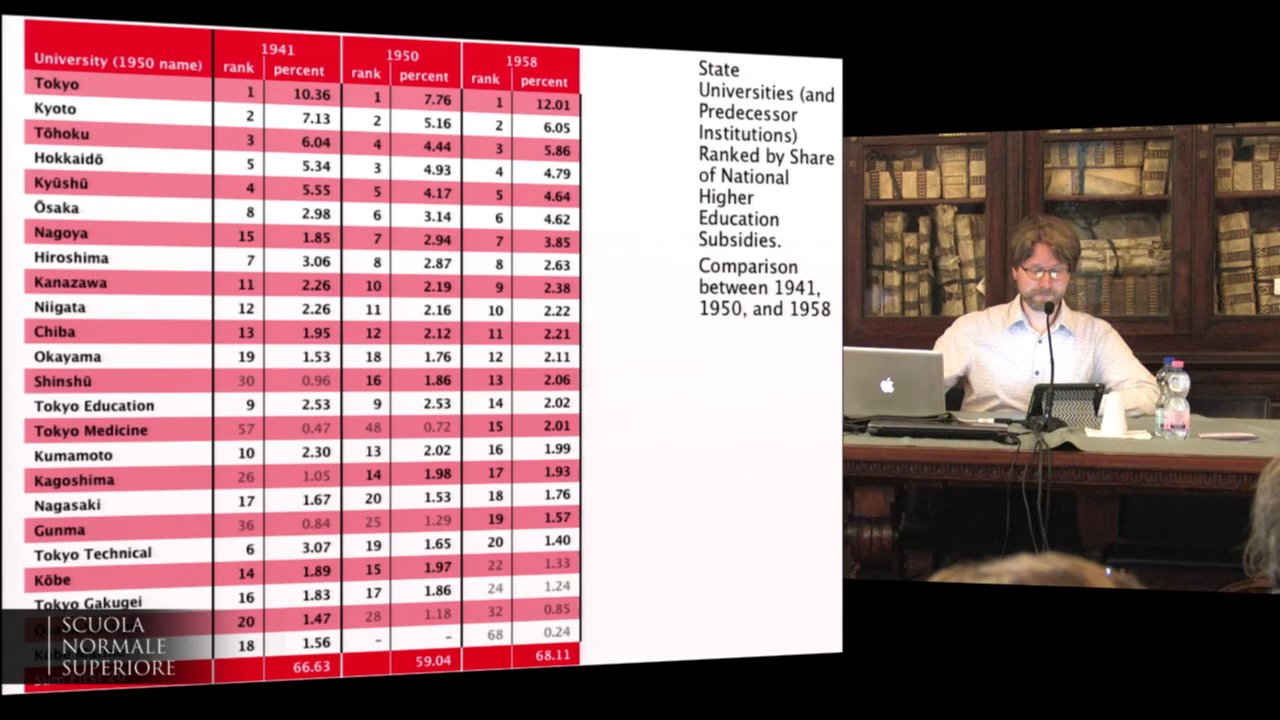 University (1950 name) 1941 1950 1958
rank percent rank percent rank percent
Tokyo 1 10.36 1 7.76 1 12.01
Kyoto 2 7.13 2 5.16 2 6.05
Tōhoku 3 6.04 4 4.44 3 5.86
Hokkaidō 5 5.34 3 4.93 4 4.79
Kyūshū 4 5.55 5 4.17 5 4.64
Ōsaka 8 2.98 6 3.14 6 4.62
Nagoya 15 1.85 7 2.94 7 3.85
Hiroshima 7 3.06 8 2.87 8 2.63
Kanazawa 11 2.26 10 2.19 9 2.38
Niigata 12 2.26 11 2.16 10 2.22
Chiba 13 1.95 12 2.12 11 2.21
Okayama 19 1.53 18 1.76 12 2.11
Shinshū 30 0.96 16 1.86 13 2.06
Tokyo Education 9 2.53 9 2.53 14 2.02
Tokyo Medicine 57 0.47 48 0.72 15 2.01
Kumamoto 10 2.30 13 2.02 16 1.99
Kagoshima 26 1.05 14 1.98 17 1.93
Nagasaki 17 1.67 20 1.53 18 1.76
Gunma 36 0.84 25 1.29 19 1.57
Tokyo Technical 6 3.07 19 1.65 20 1.40
Kōbe 14 1.89 15 1.97 22 1.33
Tokyo Gakugei 16 1.83 17 1.86 24 1.24
20 1.47 28 1.18 32 0.85
18 1.56 – – 68 0.24
66.63 59.04 68.11
State
Universities (and
Predecessor
Institutions)
Ranked by Share
of National
Higher
Education
Subsidies.
Comparison
between 1941,
1950, and 1958
SCUOLA
NORMALE
SUPERIORE